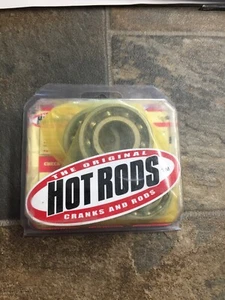 THE ORIGINAL
HOT RODS
CRANKS AND RODS